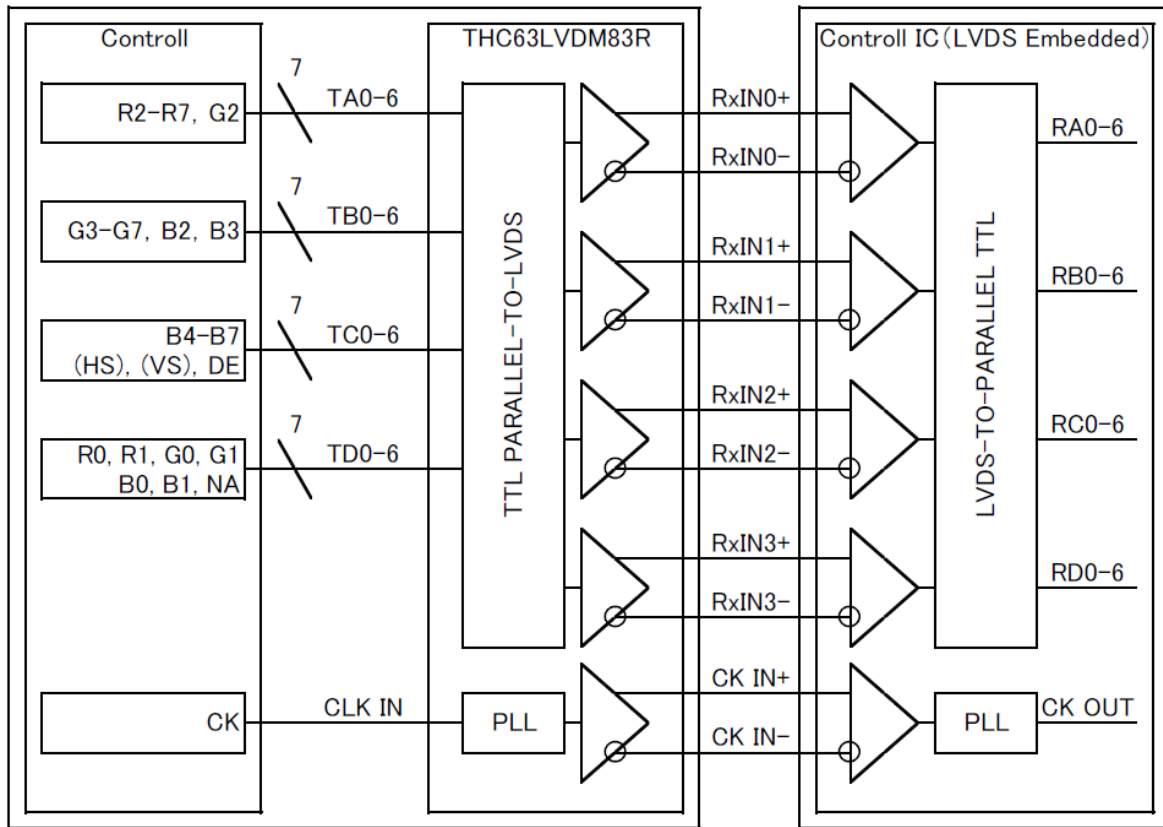 Controll
THC63LVDM83R
Controll IC(LVDS Embedded)
R2-R7, G2
7
TA0-6
RxIN0+
RxIN0-
RA0-6
G3-G7, B2, B3
7
TB0-6
RxIN1+
RxIN1-
RB0-6
B4-B7
(HS), (VS), DE
7
TC0-6
RxIN2+
RxIN2-
RC0-6
R0, R1, G0, G1
B0, B1, NA
7
TD0-6
RxIN3+
RxIN3-
RD0-6
TTL PARALLEL-TO-LVDS
LVDS-TO-PARALLEL TTL
CK
CLK IN
PLL
CK IN+
CK IN-
PLL
CK OUT